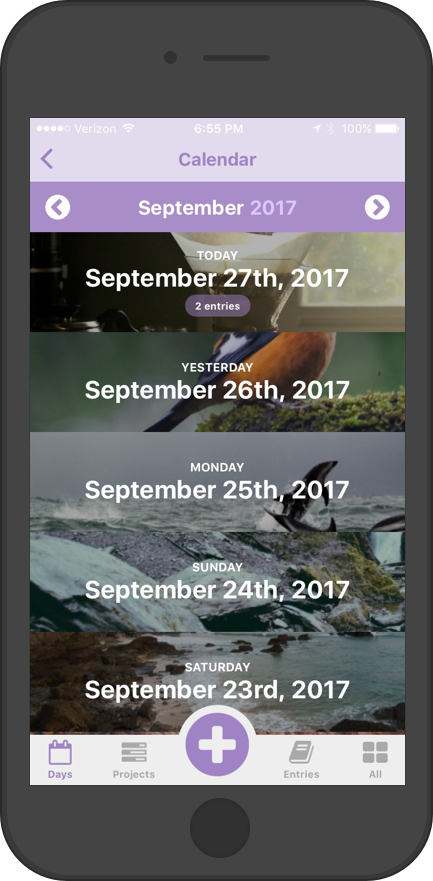 Verizon 6:55 PM 100%
Calendar
September 2017
TODAY
September 27th, 2017
2 entries
YESTERDAY
September 26th, 2017
MONDAY
September 25th, 2017
SUNDAY
September 24th, 2017
SATURDAY
September 23rd, 2017
Days Projects Entries All